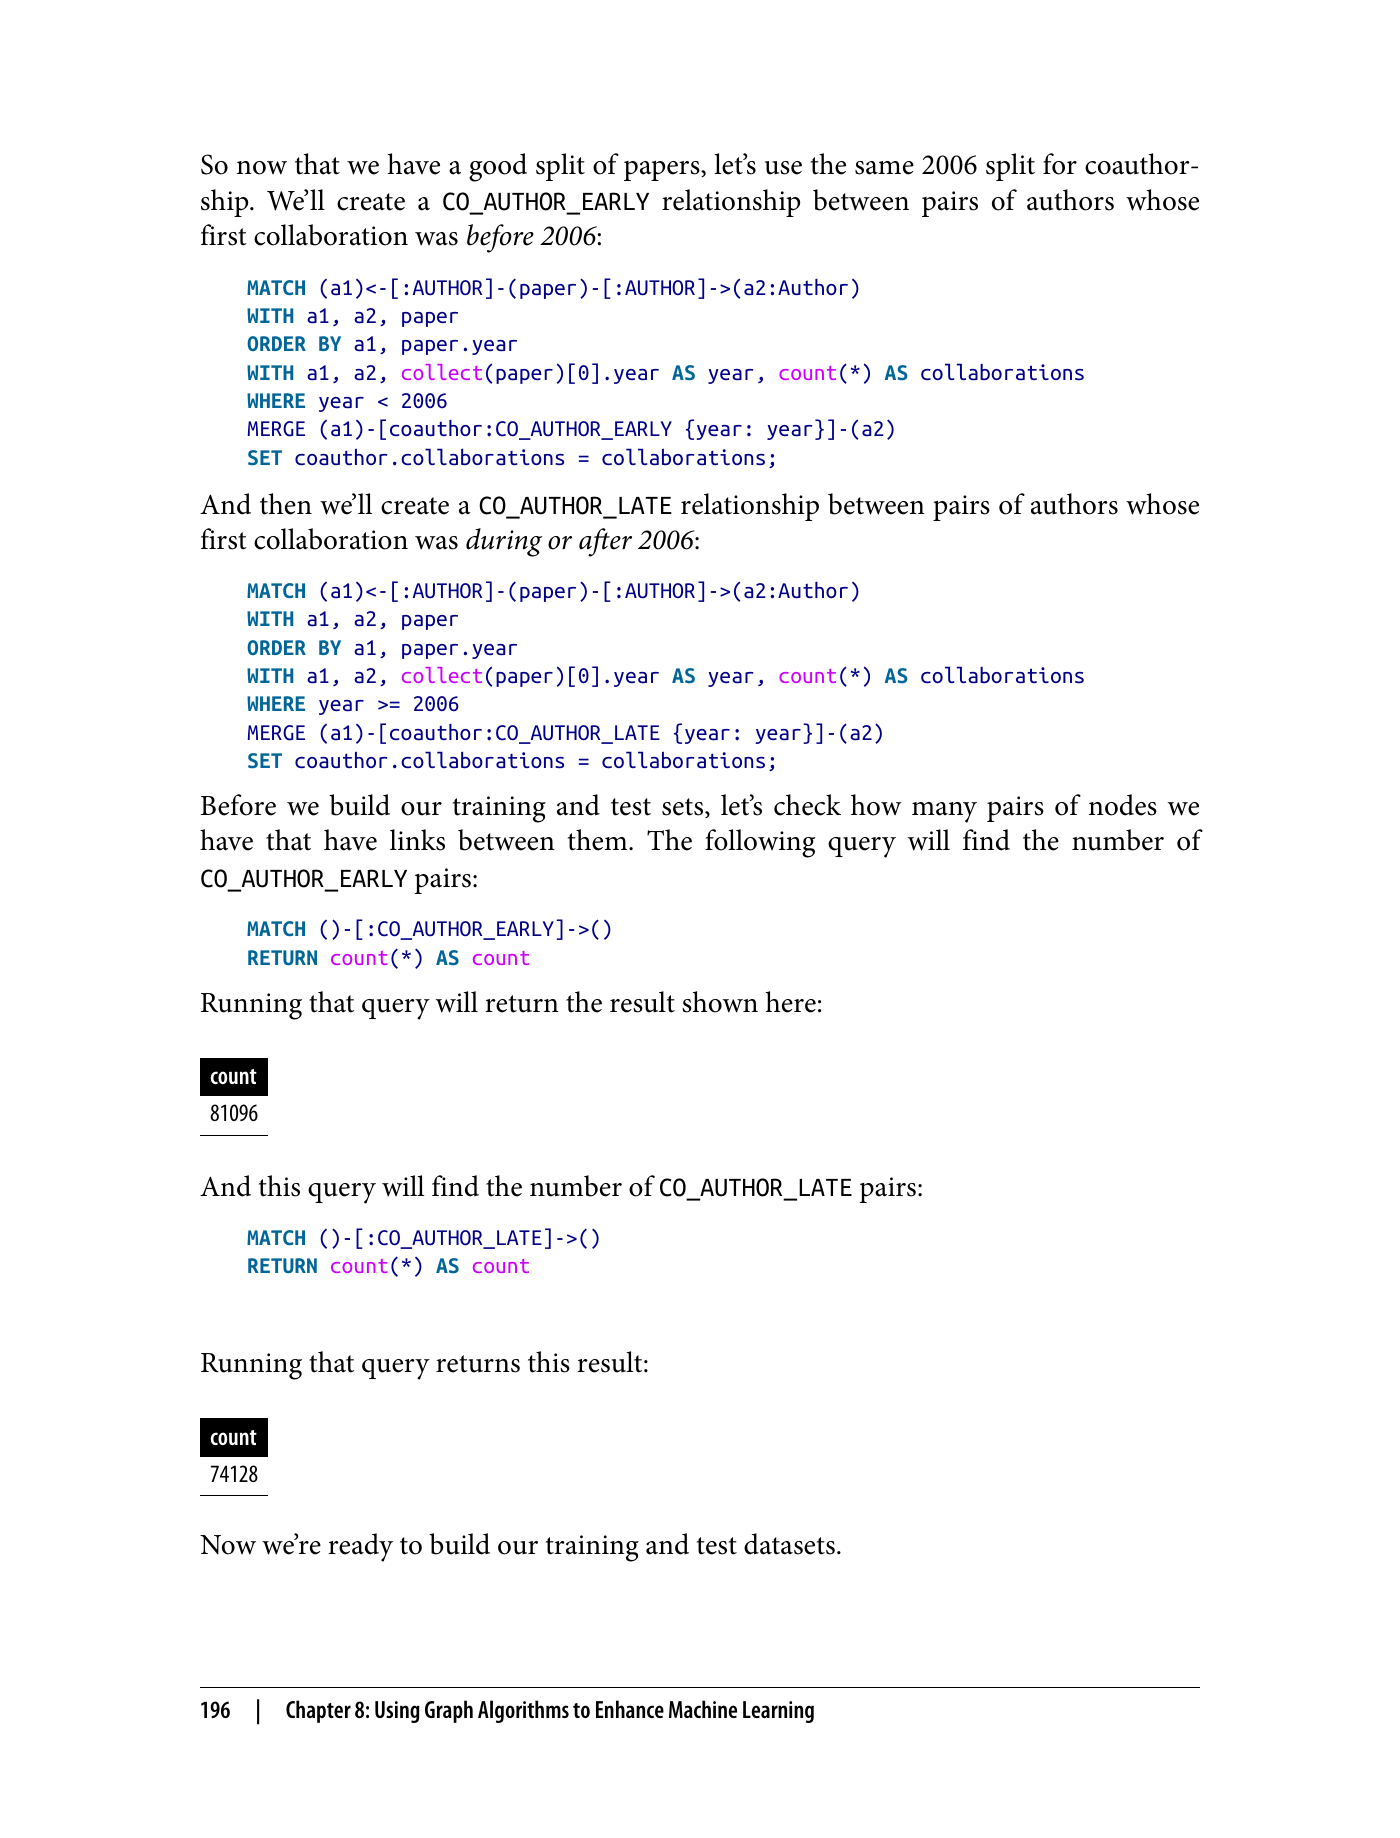 So now that we have a good split of papers, let’s use the same 2006 split for coauthor-
ship. We’ll create a CO_AUTHOR_EARLY relationship between pairs of authors whose
first collaboration was before 2006:
MATCH (a1)<-[:AUTHOR]-(paper)-[:AUTHOR]->(a2:Author)
WITH a1, a2, paper
ORDER BY a1, paper.year
WITH a1, a2, collect(paper)[0].year AS year, count(*) AS collaborations
WHERE year < 2006
MERGE (a1)-[coauthor:CO_AUTHOR_EARLY {year: year}]-(a2)
SET coauthor.collaborations = collaborations;
And then we’ll create a CO_AUTHOR_LATE relationship between pairs of authors whose
first collaboration was during or after 2006:
MATCH (a1)<-[:AUTHOR]-(paper)-[:AUTHOR]->(a2:Author)
WITH a1, a2, paper
ORDER BY a1, paper.year
WITH a1, a2, collect(paper)[0].year AS year, count(*) AS collaborations
WHERE year >= 2006
MERGE (a1)-[coauthor:CO_AUTHOR_LATE {year: year}]-(a2)
SET coauthor.collaborations = collaborations;
Before we build our training and test sets, let’s check how many pairs of nodes we
have that have links between them. The following query will find the number of
CO_AUTHOR_EARLY pairs:
MATCH ()-[:CO_AUTHOR_EARLY]->()
RETURN count(*) AS count
Running that query will return the result shown here:
count
81096
And this query will find the number of CO_AUTHOR_LATE pairs:
MATCH ()-[:CO_AUTHOR_LATE]->()
RETURN count(*) AS count
Running that query returns this result:
count
74128
Now we’re ready to build our training and test datasets.
196 | Chapter 8: Using Graph Algorithms to Enhance Machine Learning